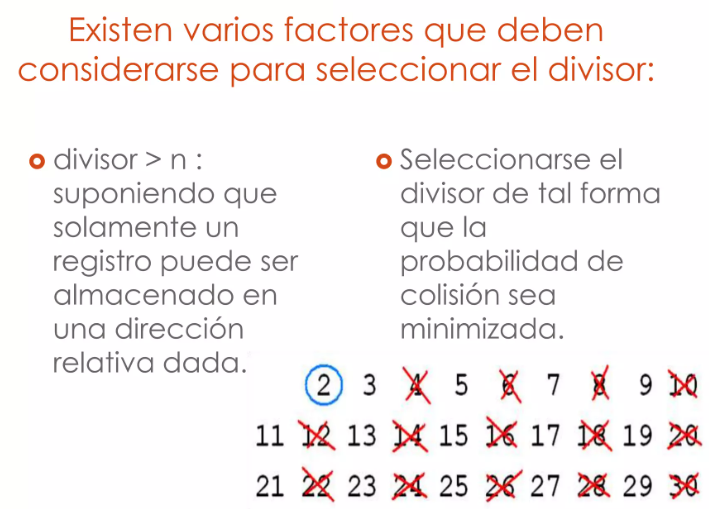 Existen varios factores que deben
considerarse para seleccionar el divisor:
divisor > n :
suponiendo que
solamente un
registro puede ser
almacenado en
una dirección
relativa dada.
Seleccionarse el
divisor de tal forma
que la
probabilidad de
colisión sea
minimizada.
2 3 4 5 6 7 8 9 10
11 12 13 14 15 16 17 18 19 20
21 22 23 24 25 26 27 28 29 30